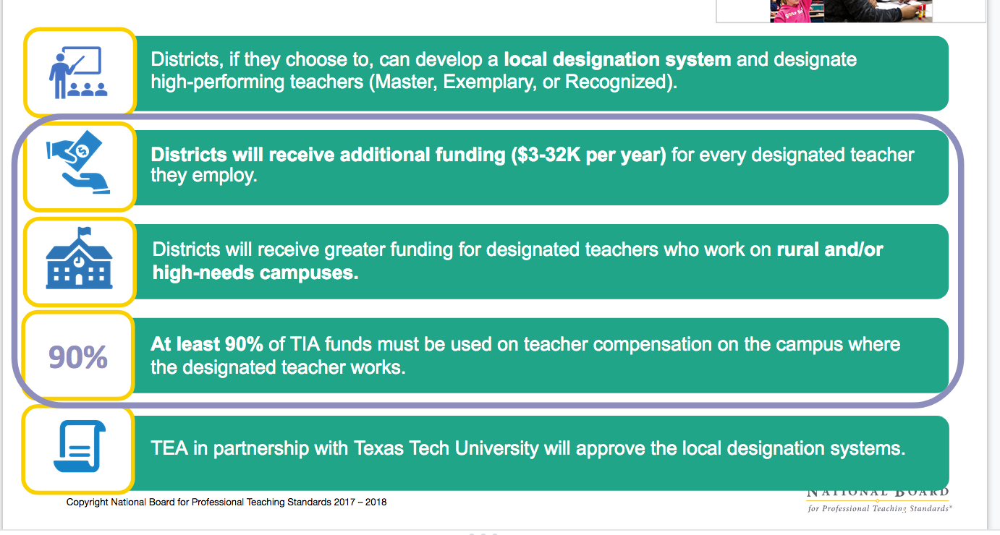 Districts, if they choose to, can develop a local designation system and designate
high-performing teachers (Master, Exemplary, or Recognized).
Districts will receive additional funding ($3-32K per year) for every designated teacher
they employ.
Districts will receive greater funding for designated teachers who work on rural and/or
high-needs campuses.
90%
At least 90% of TIA funds must be used on teacher compensation on the campus where
the designated teacher works.
TEA in partnership with Texas Tech University will approve the local designation systems.
Copyright National Board for Professional Teaching Standards 2017 – 2018
NATIONAL BOARD
for Professional Teaching Standards®